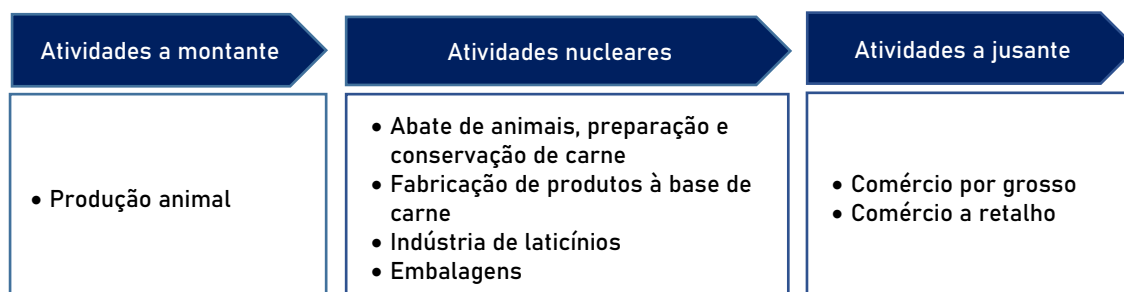 Atividades a montante
Atividades nucleares
Atividades a jusante
• Produção animal
• Abate de animais, preparação e
conservação de carne
• Fabricação de produtos à base de
carne
• Indústria de laticínios
• Embalagens
• Comércio por grosso
• Comércio a retalho